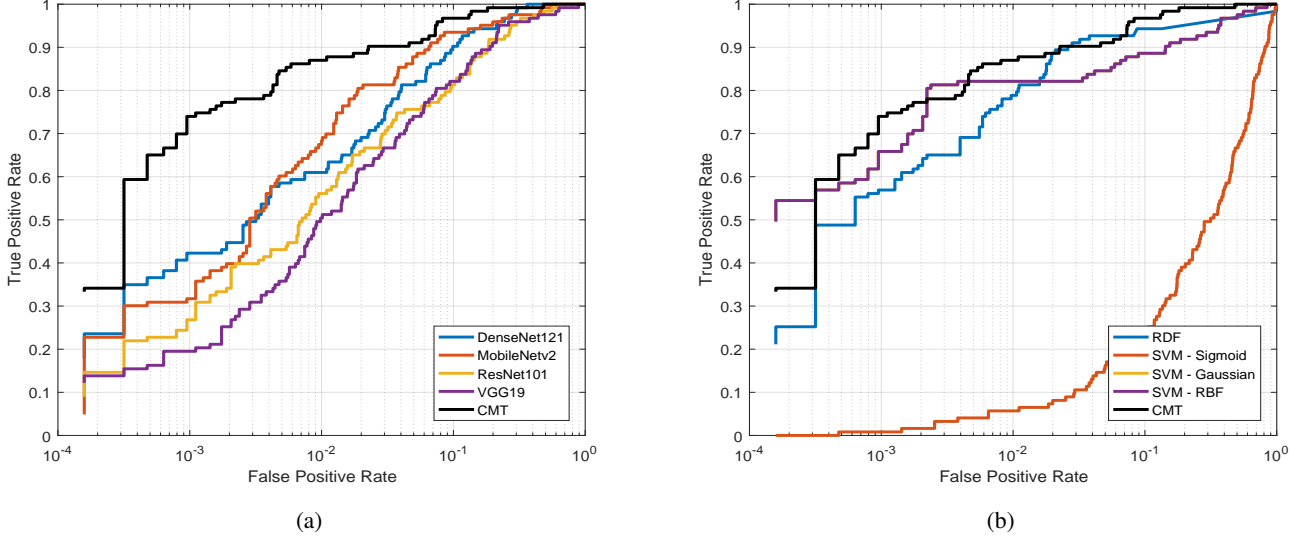 1
0.9
0.8
0.7
0.6
0.5
0.4
0.3
0.2
0.1
0
True Positive Rate
10-4
10-3
10-2
10-1
100
False Positive Rate
DenseNet121
MobileNetv2
ResNet101
VGG19
CMT
(a)
1
0.9
0.8
0.7
0.6
0.5
0.4
0.3
0.2
0.1
0
True Positive Rate
10-4
10-3
10-2
10-1
100
False Positive Rate
RDF
SVM - Sigmoid
SVM - Gaussian
SVM - RBF
CMT
(b)